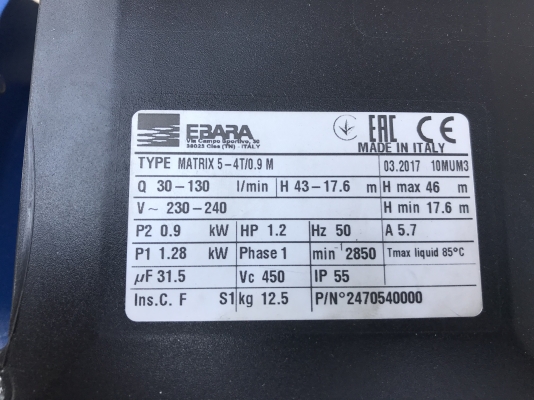 EBARA
Via Campo Sportivo, 30
38023 Cles (TN) - ITALY
EAC CE
MADE IN ITALY
TYPE MATRIX 5-4T/0.9 M 03.2017 10MUM3
Q 30-130 l/min H 43-17.6 m H max 46 m
V~ 230-240 H min 17.6 m
P2 0.9 kW HP 1.2 Hz 50 A 5.7
P1 1.28 kW Phase 1 min⁻¹ 2850 Tmax liquid 85°C
µF 31.5 Vc 450 IP 55
Ins.C. F S1 kg 12.5 P/N°2470540000